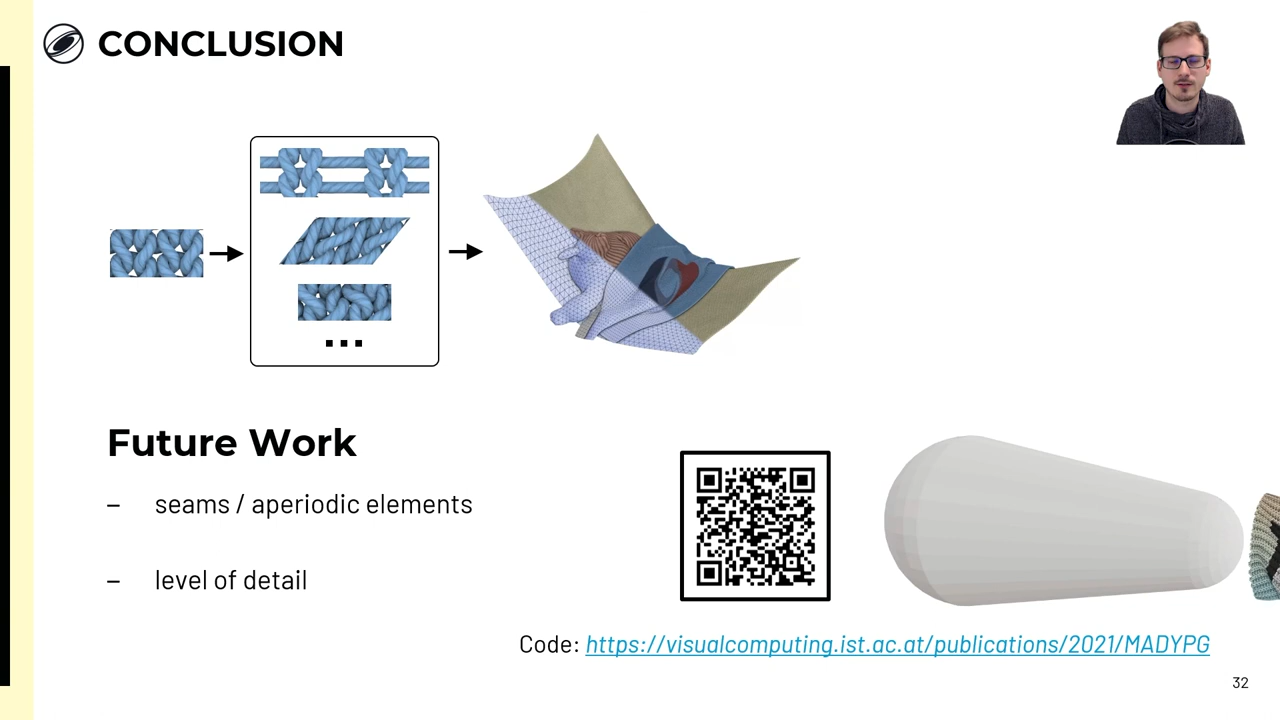 CONCLUSION
...
Future Work
– seams / aperiodic elements
– level of detail
Code: https://visualcomputing.ist.ac.at/publications/2021/MADYPG
32